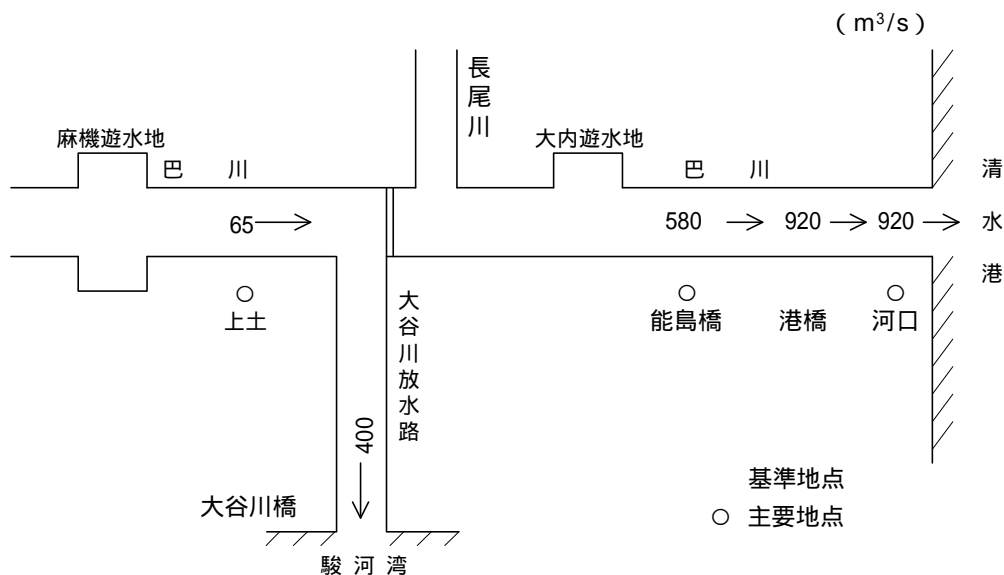 （m³/s）
長尾川
麻機遊水地
大内遊水地
巴 川
巴 川
清水港
65
580
920
920
上土
大谷川放水路
能島橋
港橋
河口
400
大谷川橋
基準地点
○ 主要地点
駿 河 湾